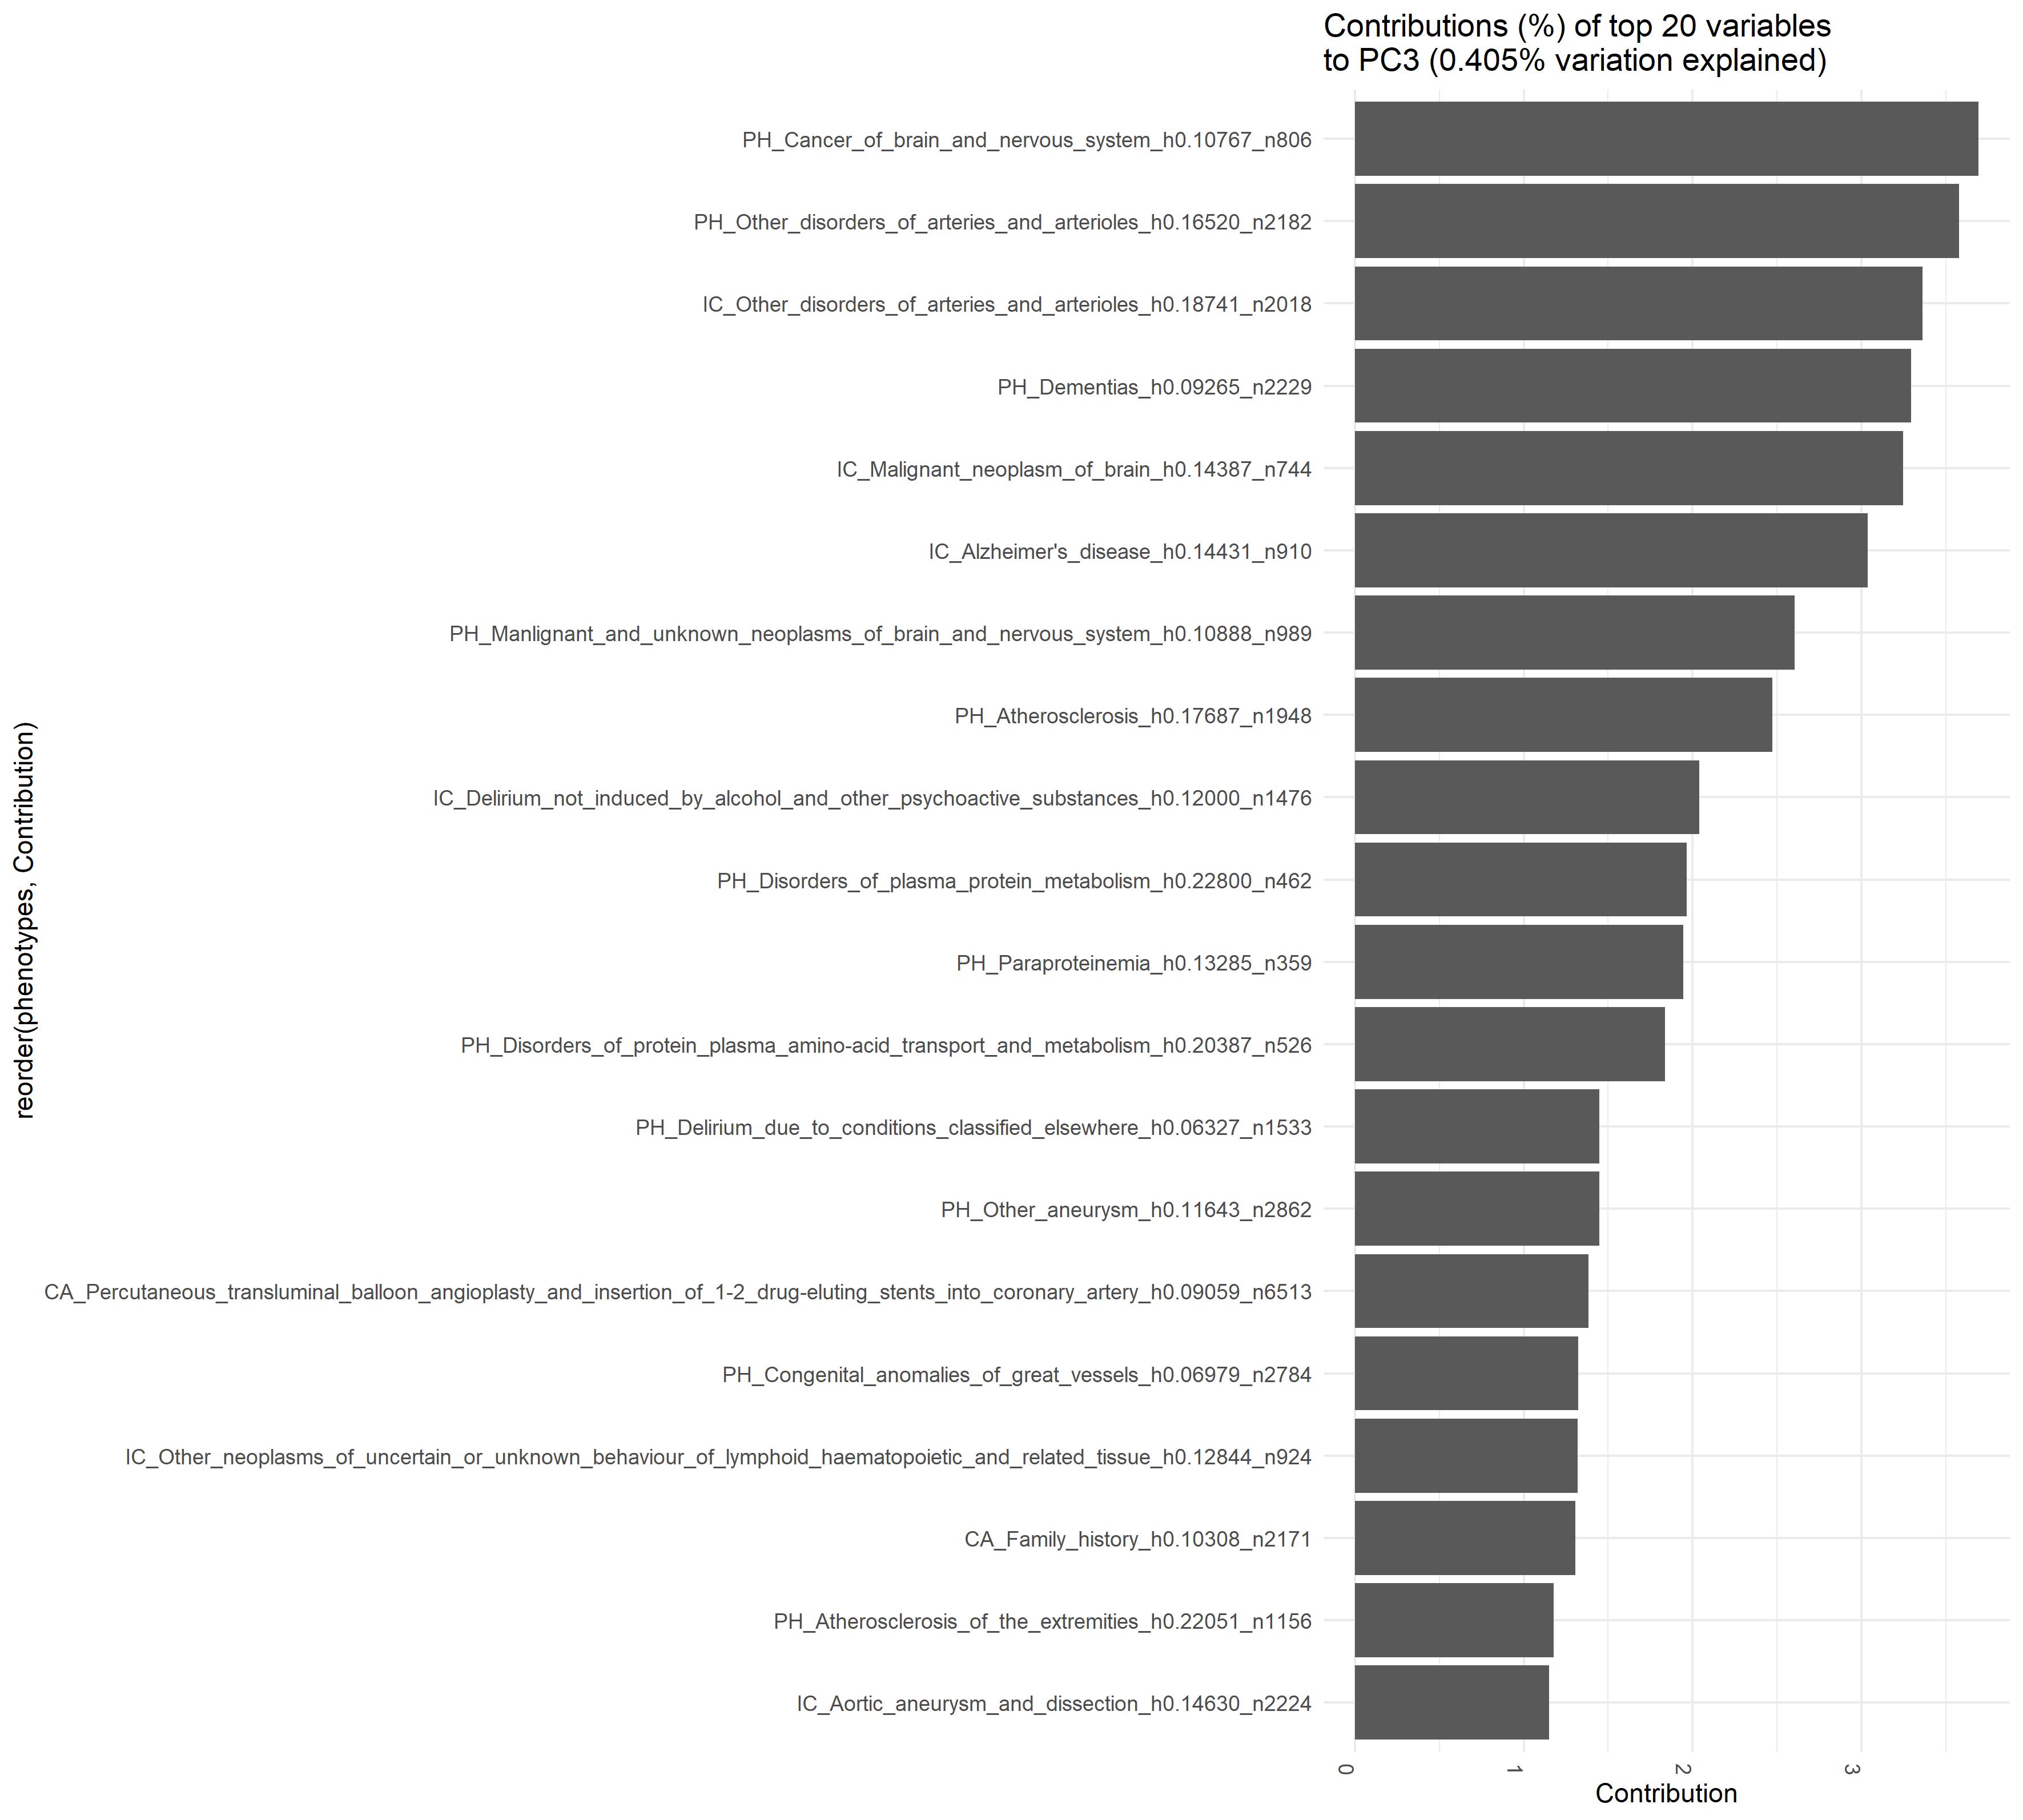 Contributions (%) of top 20 variables
to PC3 (0.405% variation explained)
reorder(phenotypes, Contribution)
PH_Cancer_of_brain_and_nervous_system_h0.10767_n806
PH_Other_disorders_of_arteries_and_arterioles_h0.16520_n2182
IC_Other_disorders_of_arteries_and_arterioles_h0.18741_n2018
PH_Dementias_h0.09265_n2229
IC_Malignant_neoplasm_of_brain_h0.14387_n744
IC_Alzheimer's_disease_h0.14431_n910
PH_Manlignant_and_unknown_neoplasms_of_brain_and_nervous_system_h0.10888_n989
PH_Atherosclerosis_h0.17687_n1948
IC_Delirium_not_induced_by_alcohol_and_other_psychoactive_substances_h0.12000_n1476
PH_Disorders_of_plasma_protein_metabolism_h0.22800_n462
PH_Paraproteinemia_h0.13285_n359
PH_Disorders_of_protein_plasma_amino-acid_transport_and_metabolism_h0.20387_n526
PH_Delirium_due_to_conditions_classified_elsewhere_h0.06327_n1533
PH_Other_aneurysm_h0.11643_n2862
CA_Percutaneous_transluminal_balloon_angioplasty_and_insertion_of_1-2_drug-eluting_stents_into_coronary_artery_h0.09059_n6513
PH_Congenital_anomalies_of_great_vessels_h0.06979_n2784
IC_Other_neoplasms_of_uncertain_or_unknown_behaviour_of_lymphoid_haematopoietic_and_related_tissue_h0.12844_n924
CA_Family_history_h0.10308_n2171
PH_Atherosclerosis_of_the_extremities_h0.22051_n1156
IC_Aortic_aneurysm_and_dissection_h0.14630_n2224
0 1 2 3
Contribution